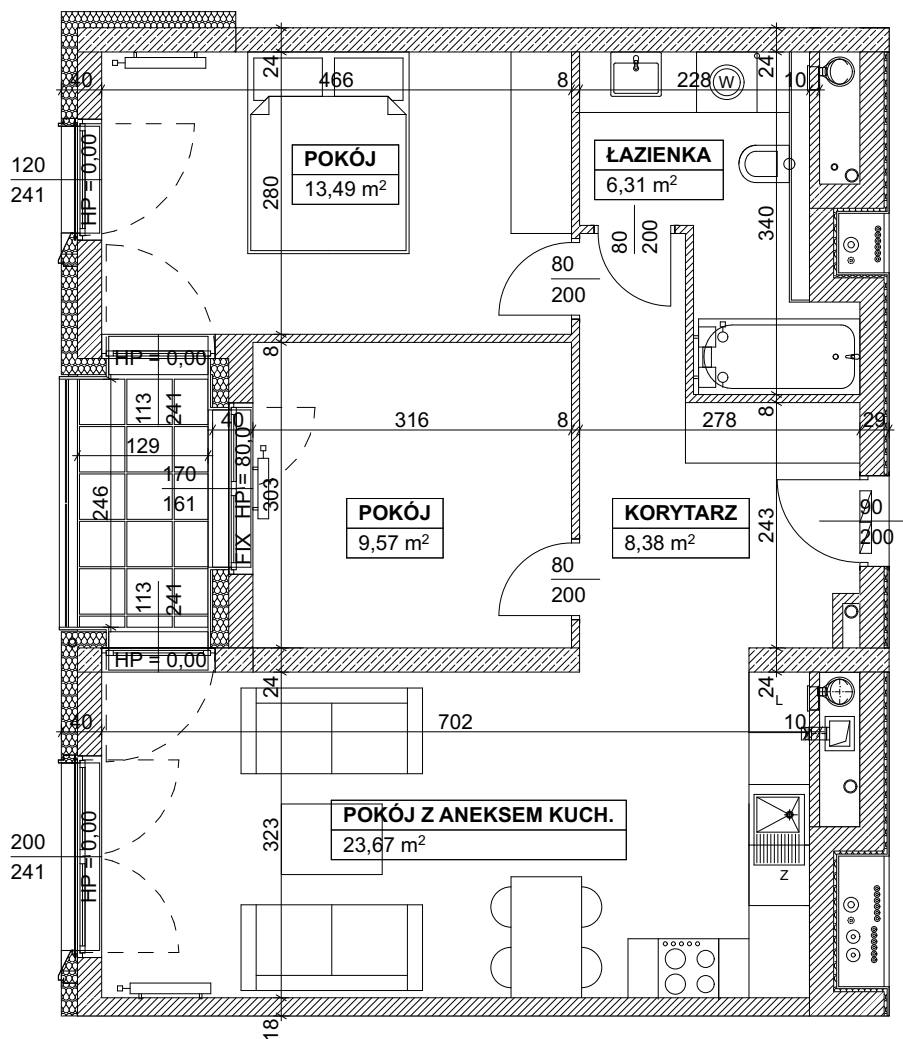 24
24
40
466
8
228
W
10
HP = 0,00
120
241
POKÓJ
13,49 m²
ŁAZIENKA
6,31 m²
280
80
200
340
80
200
HP = 0,00
8
113
241
40
316
8
278
8
29
129
170
161
246
FIX HP = 80,0
303
POKÓJ
9,57 m²
KORYTARZ
8,38 m²
243
90
200
80
200
113
241
HP = 0,00
24
24
L
40
702
10
200
241
HP = 0,00
323
POKÓJ Z ANEKSEM KUCH.
23,67 m²
Z
18